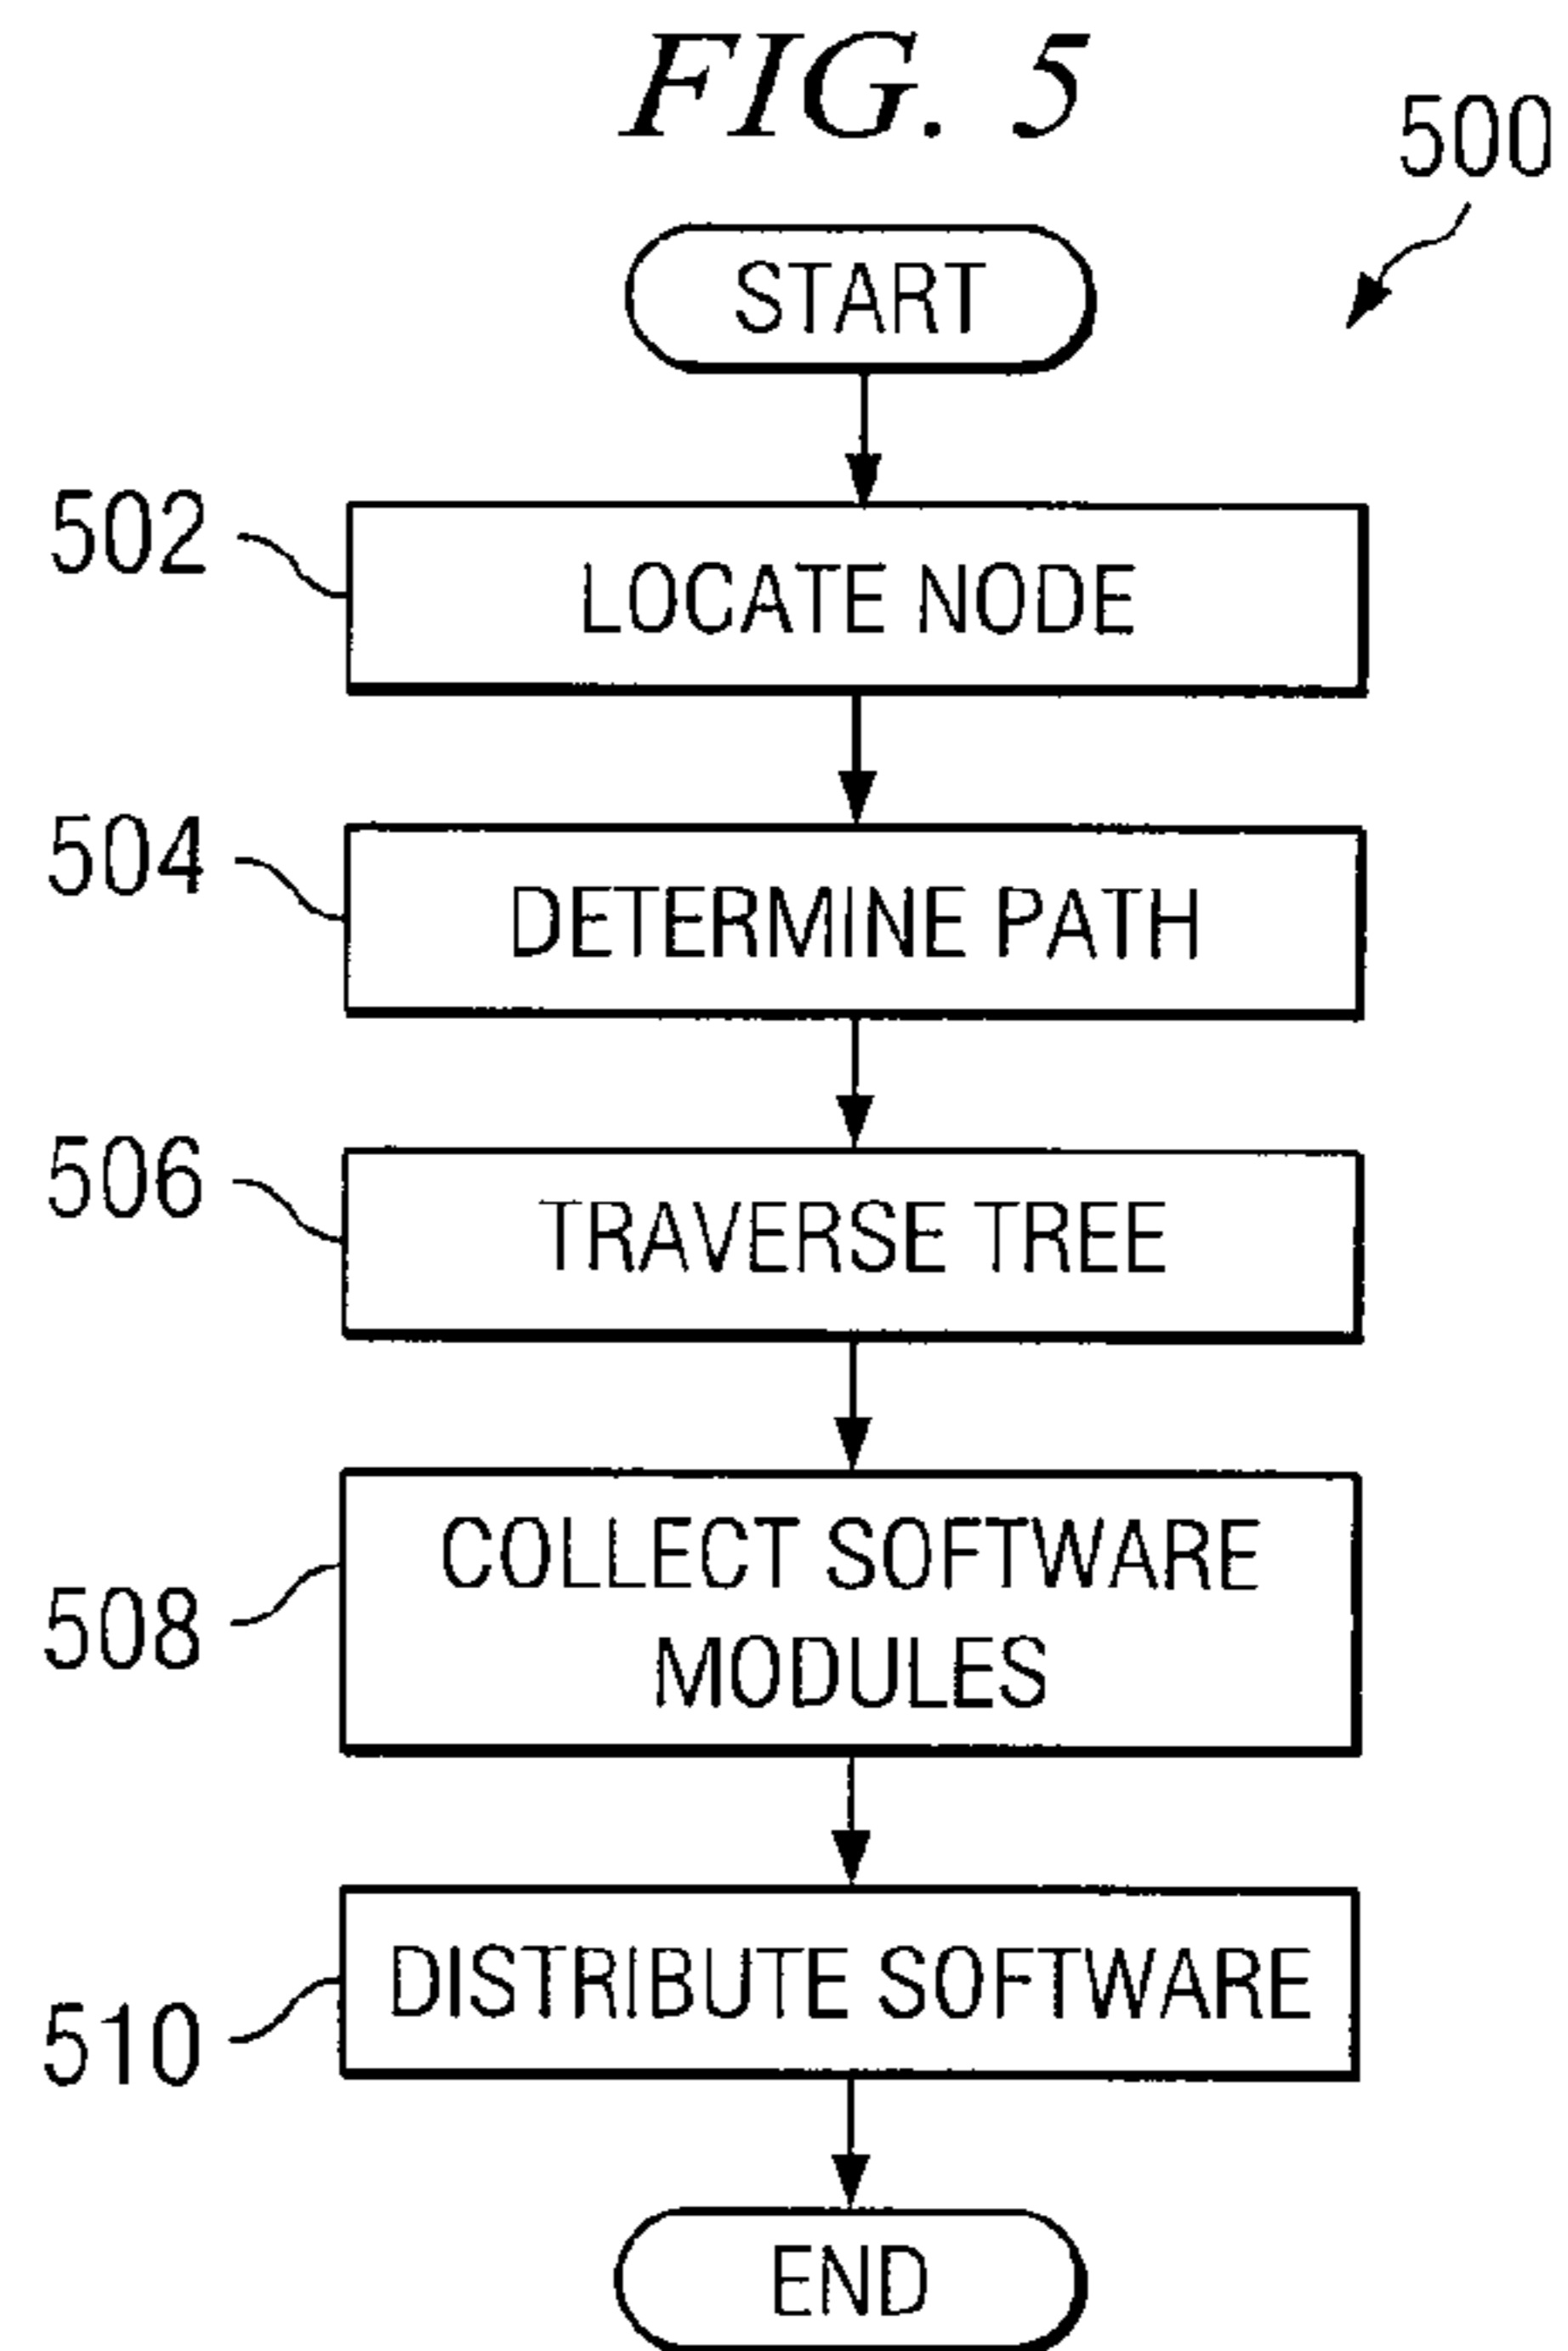 FIG. 5
500
START
502
LOCATE NODE
504
DETERMINE PATH
506
TRAVERSE TREE
508
COLLECT SOFTWARE
MODULES
510
DISTRIBUTE SOFTWARE
END